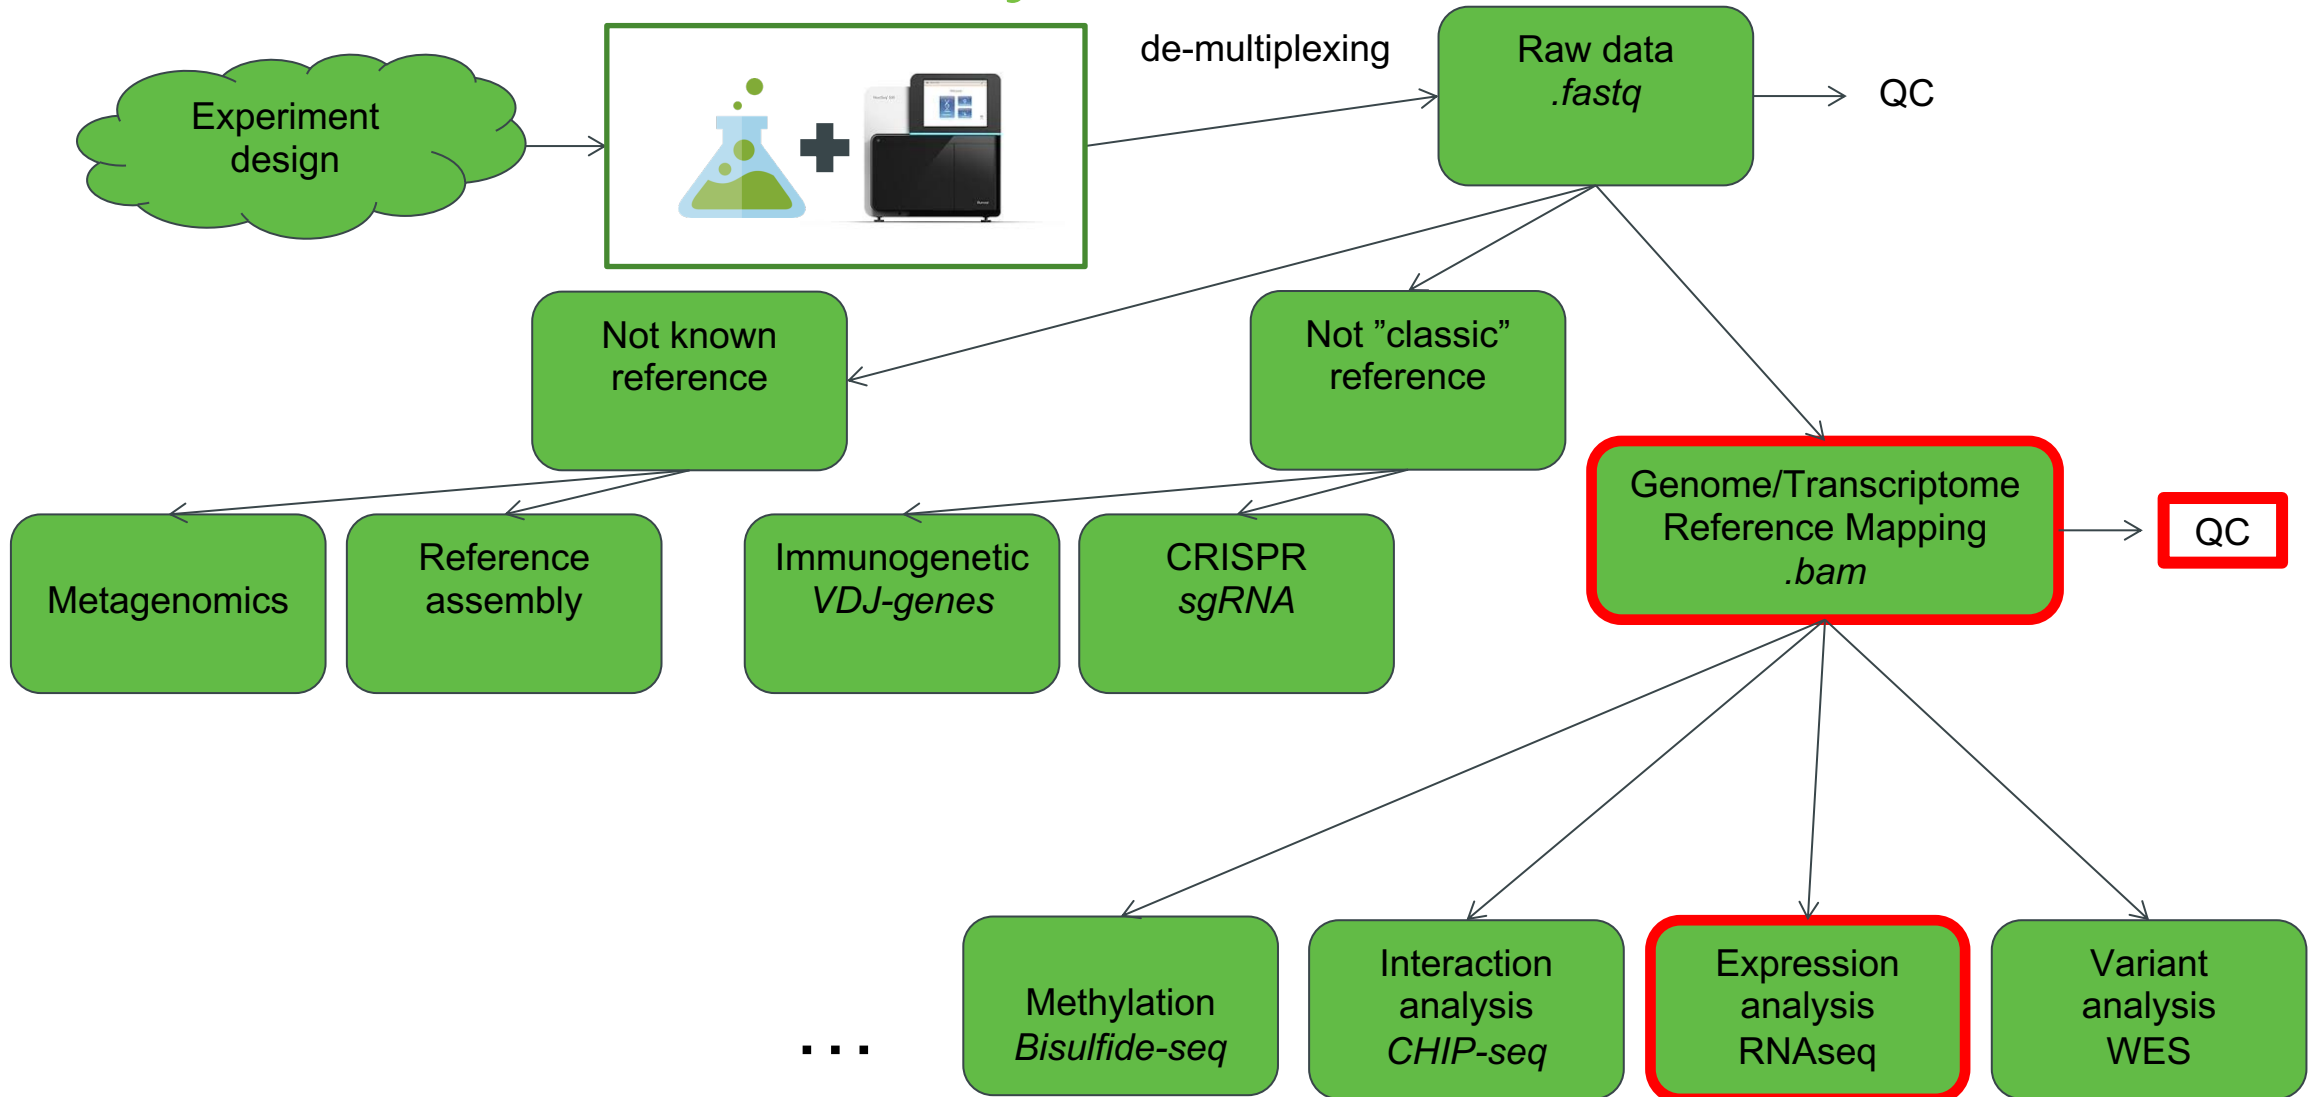 Experiment
design
de-multiplexing
Raw data
.fastq
QC
Not known
reference
Not ”classic”
reference
Genome/Transcriptome
Reference Mapping
.bam
QC
Metagenomics
Reference
assembly
Immunogenetic
VDJ-genes
CRISPR
sgRNA
...
Methylation
Bisulfide-seq
Interaction
analysis
CHIP-seq
Expression
analysis
RNAseq
Variant
analysis
WES